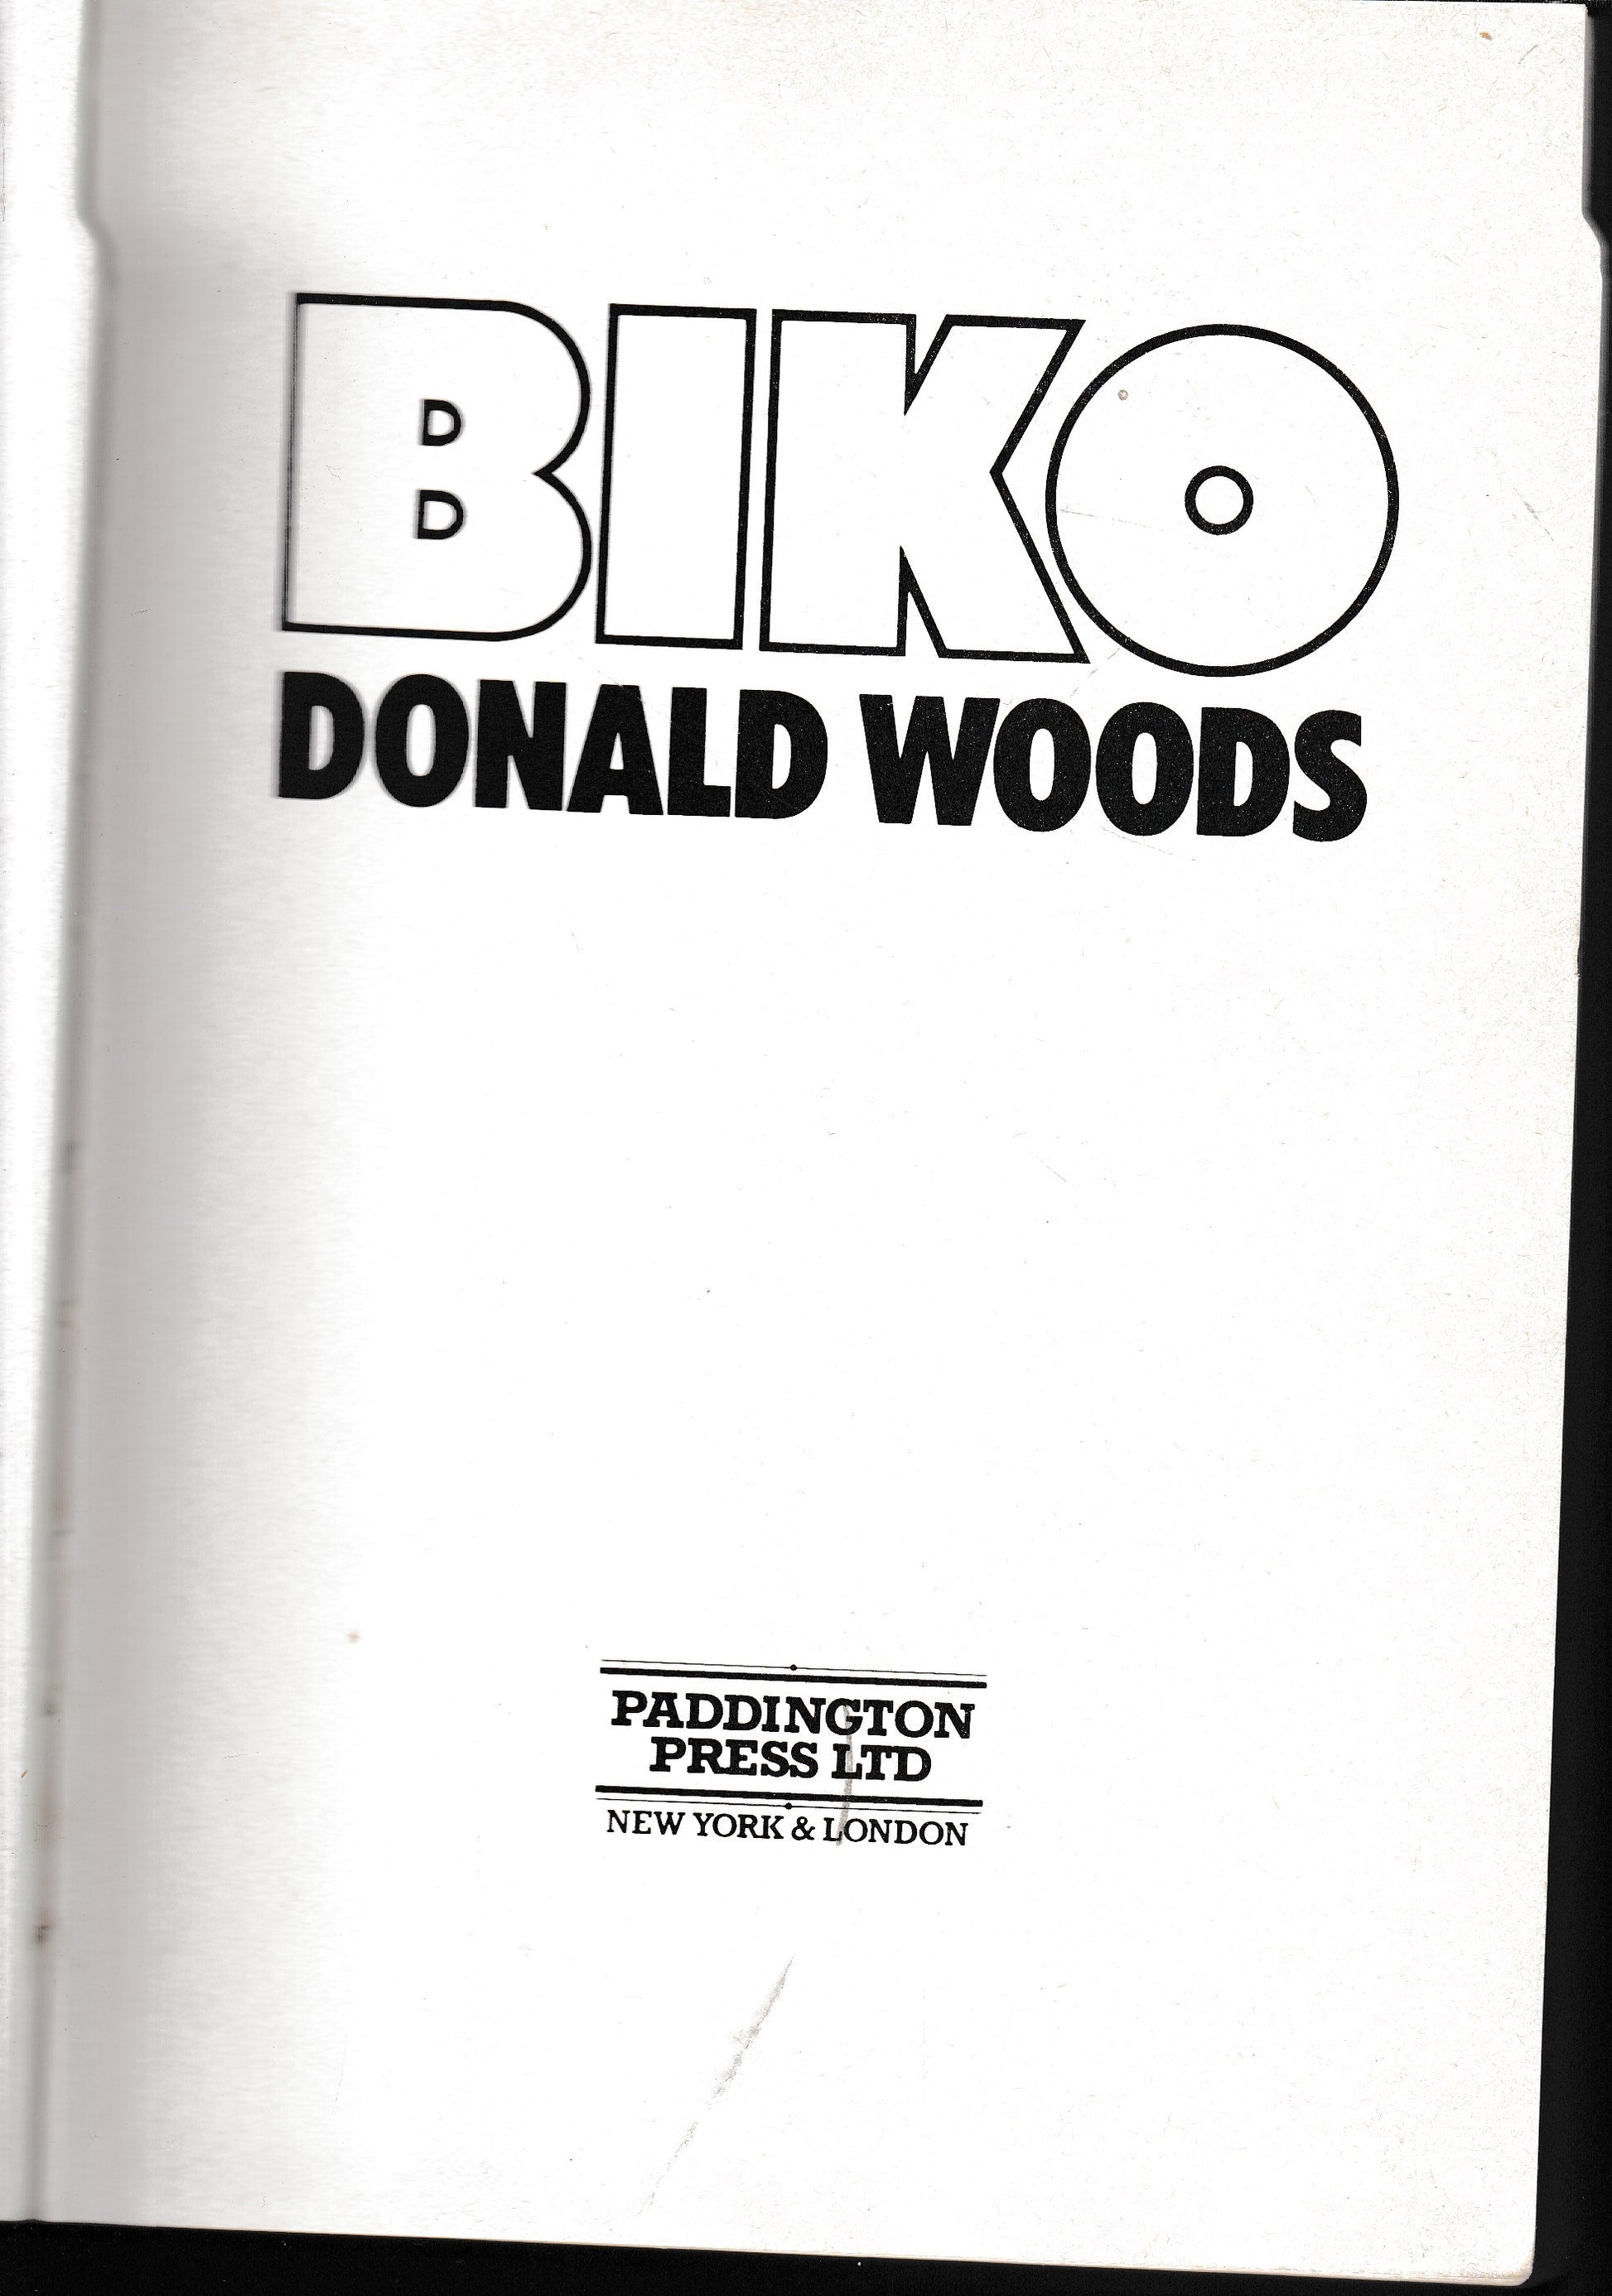 BIKO
DONALD WOODS
PADDINGTON
PRESS LTD
NEW YORK & LONDON